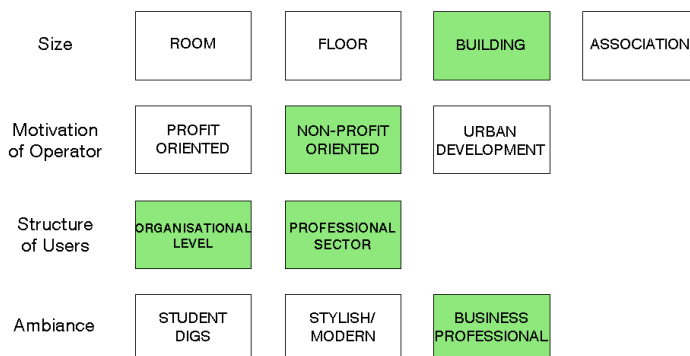 Size
ROOM
FLOOR
BUILDING
ASSOCIATION
Motivation
of Operator
PROFIT
ORIENTED
NON-PROFIT
ORIENTED
URBAN
DEVELOPMENT
Structure
of Users
ORGANISATIONAL
LEVEL
PROFESSIONAL
SECTOR
Ambiance
STUDENT
DIGS
STYLISH/
MODERN
BUSINESS
PROFESSIONAL